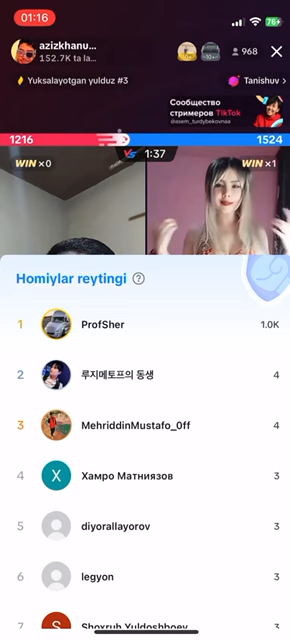 01:16
76
azizkhanu...
152.7K ta la...
968
Yuksalayotgan yulduz #3
Tanishuv
Сообщество
стримеров TikTok
@asem_turdybekovnaa
1216
1524
WIN ×0
VS 1:37
WIN ×1
Homiylar reytingi ?
1 ProfSher 1.0K
2 루지메토프의 동생 4
3 MehriddinMustafo_0ff 4
4 X Хамро Матниязов 3
5 diyorallayorov 3
6 legyon 3
7 S Shoxruh Yuldoshboev